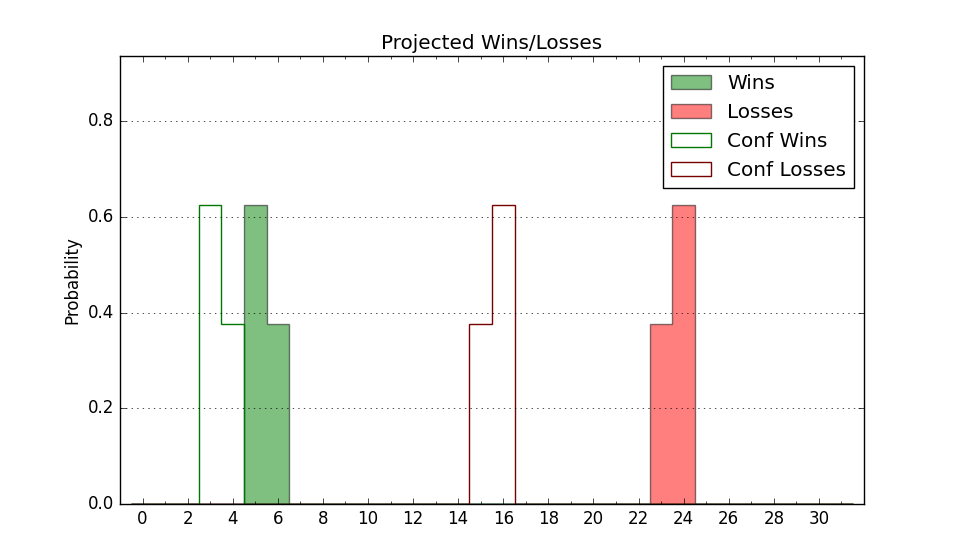 Projected Wins/Losses
Wins
Losses
Conf Wins
Conf Losses
Probability
0.8
0.6
0.4
0.2
0.0
0 2 4 6 8 10 12 14 16 18 20 22 24 26 28 30